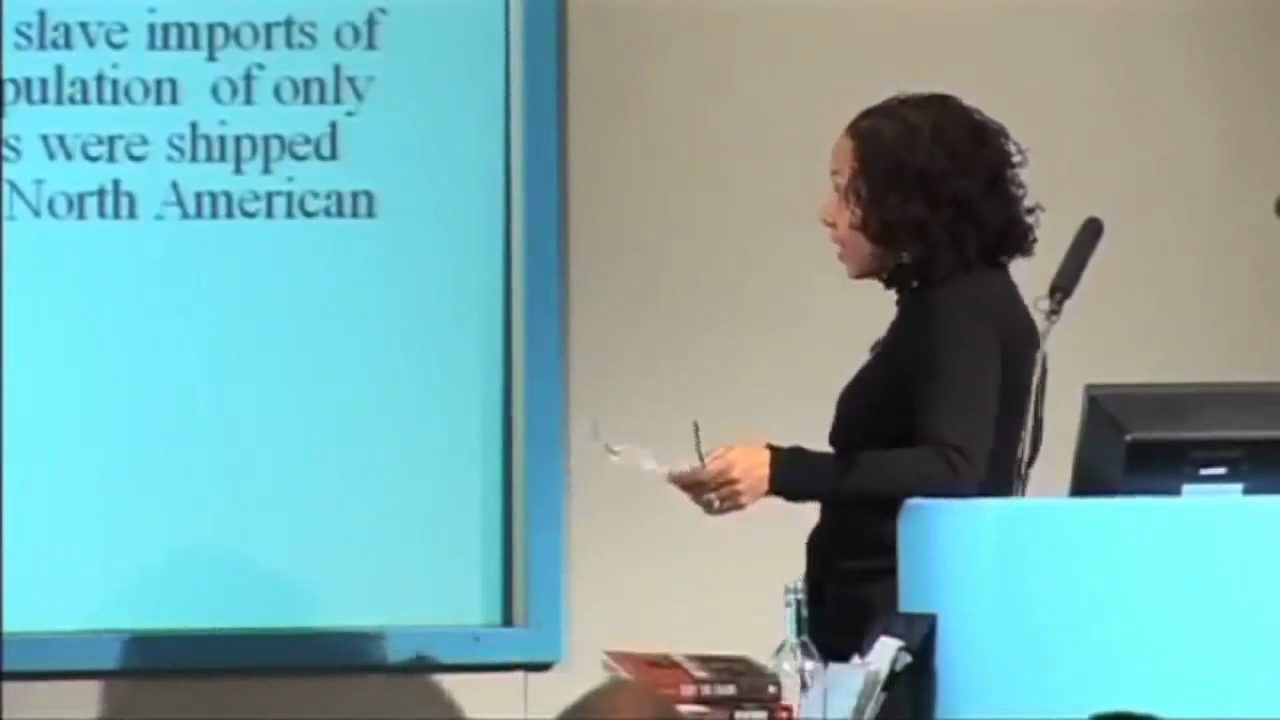 slave imports of
pulation of only
s were shipped
North American